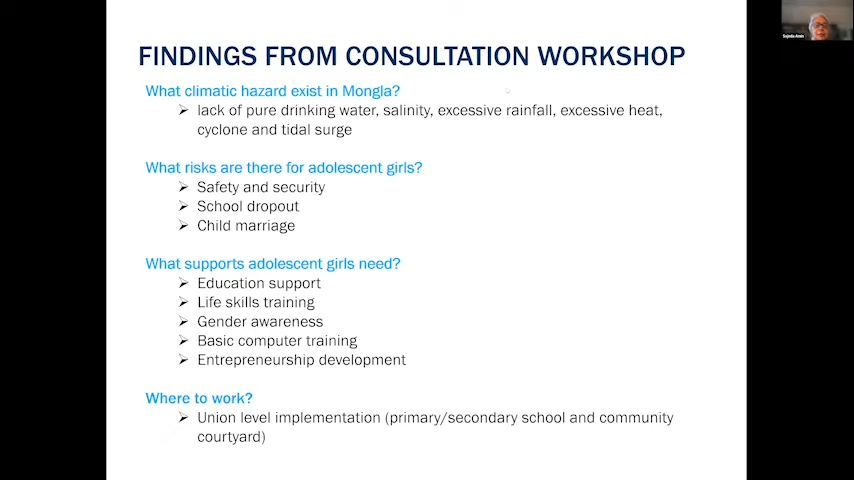 FINDINGS FROM CONSULTATION WORKSHOP
What climatic hazard exist in Mongla?
➢ lack of pure drinking water, salinity, excessive rainfall, excessive heat,
cyclone and tidal surge
What risks are there for adolescent girls?
➢ Safety and security
➢ School dropout
➢ Child marriage
What supports adolescent girls need?
➢ Education support
➢ Life skills training
➢ Gender awareness
➢ Basic computer training
➢ Entrepreneurship development
Where to work?
➢ Union level implementation (primary/secondary school and community
courtyard)
Sajeda Amin